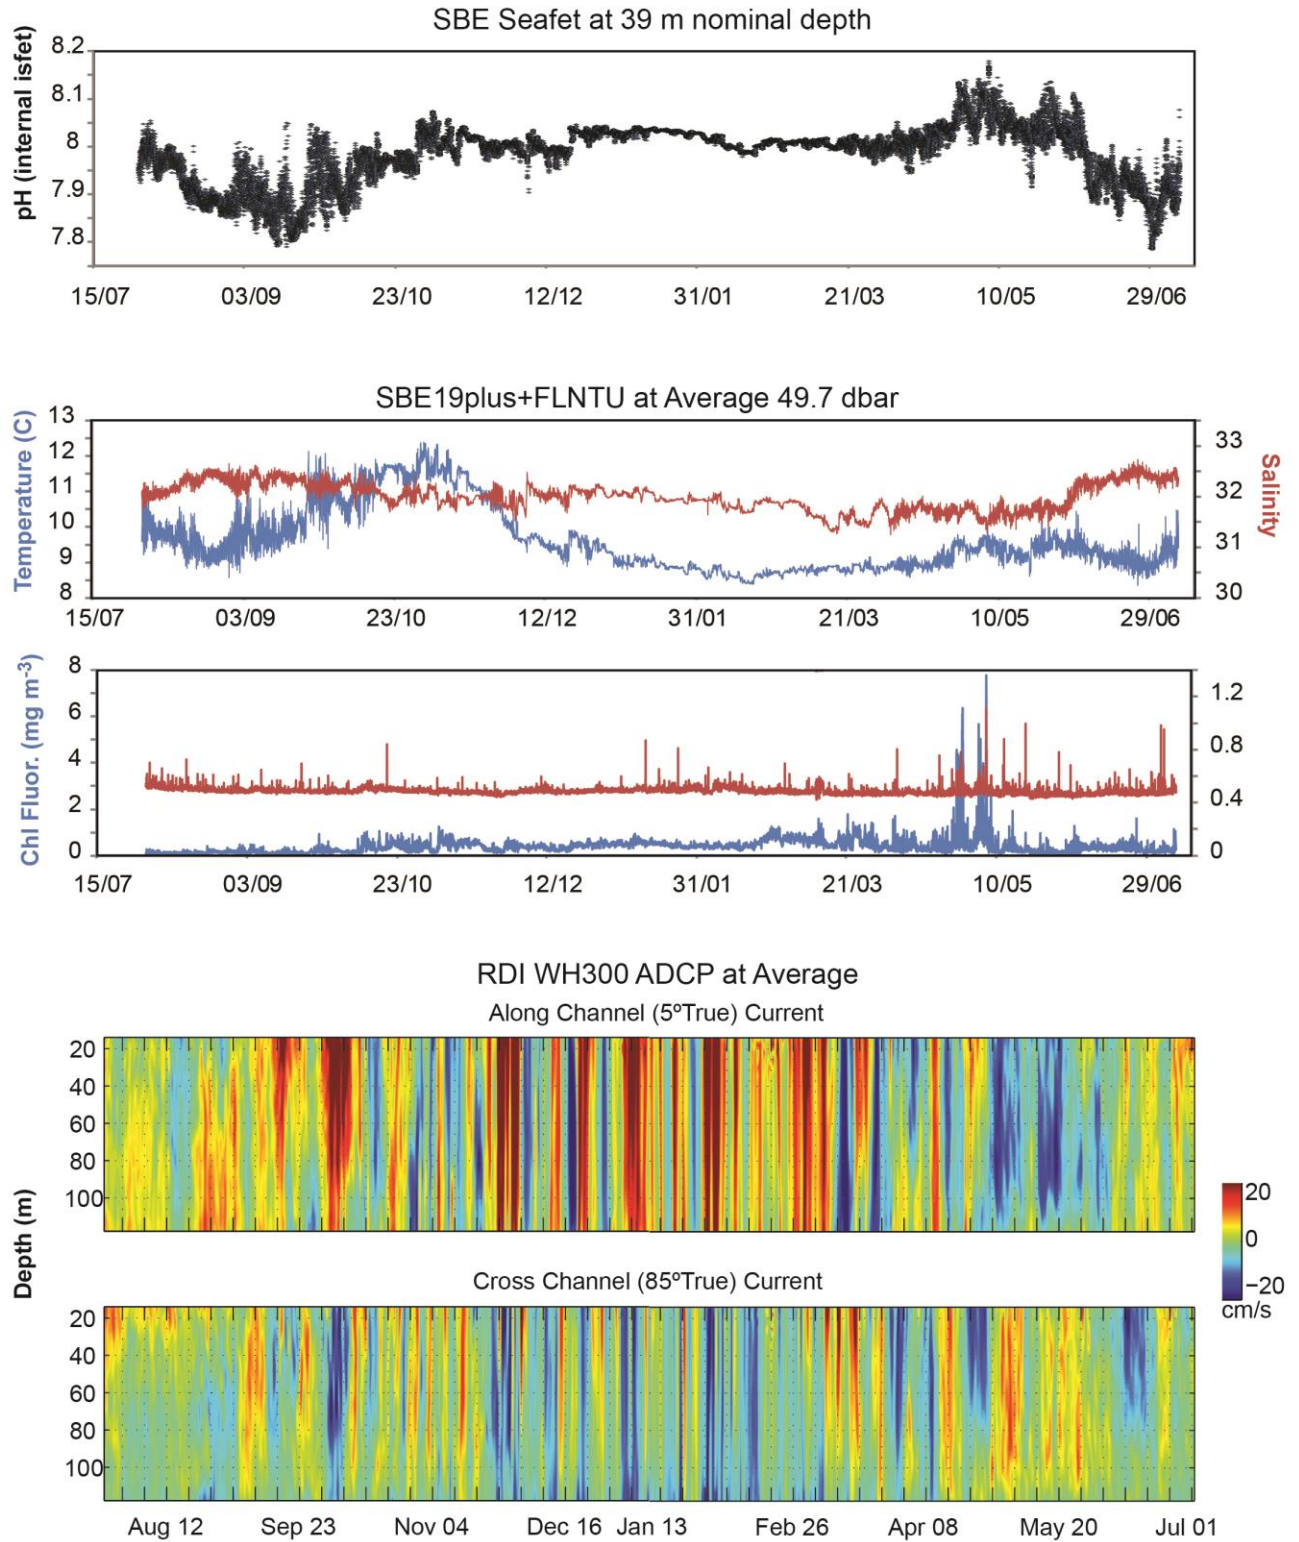 SBE Seafet at 39 m nominal depth
pH (internal isfet)
8.2
8.1
8
7.9
7.8
15/07 03/09 23/10 12/12 31/01 21/03 10/05 29/06
SBE19plus+FLNTU at Average 49.7 dbar
Temperature (C)
13
12
11
10
9
8
33
32
31
30
Salinity
15/07 03/09 23/10 12/12 31/01 21/03 10/05 29/06
Chl Fluor. (mg m-3)
8
6
4
2
0
1.2
0.8
0.4
0
15/07 03/09 23/10 12/12 31/01 21/03 10/05 29/06
RDI WH300 ADCP at Average
Along Channel (5ºTrue) Current
20
40
60
80
100
Depth (m)
20
0
−20
cm/s
Cross Channel (85ºTrue) Current
20
40
60
80
100
Aug 12 Sep 23 Nov 04 Dec 16 Jan 13 Feb 26 Apr 08 May 20 Jul 01